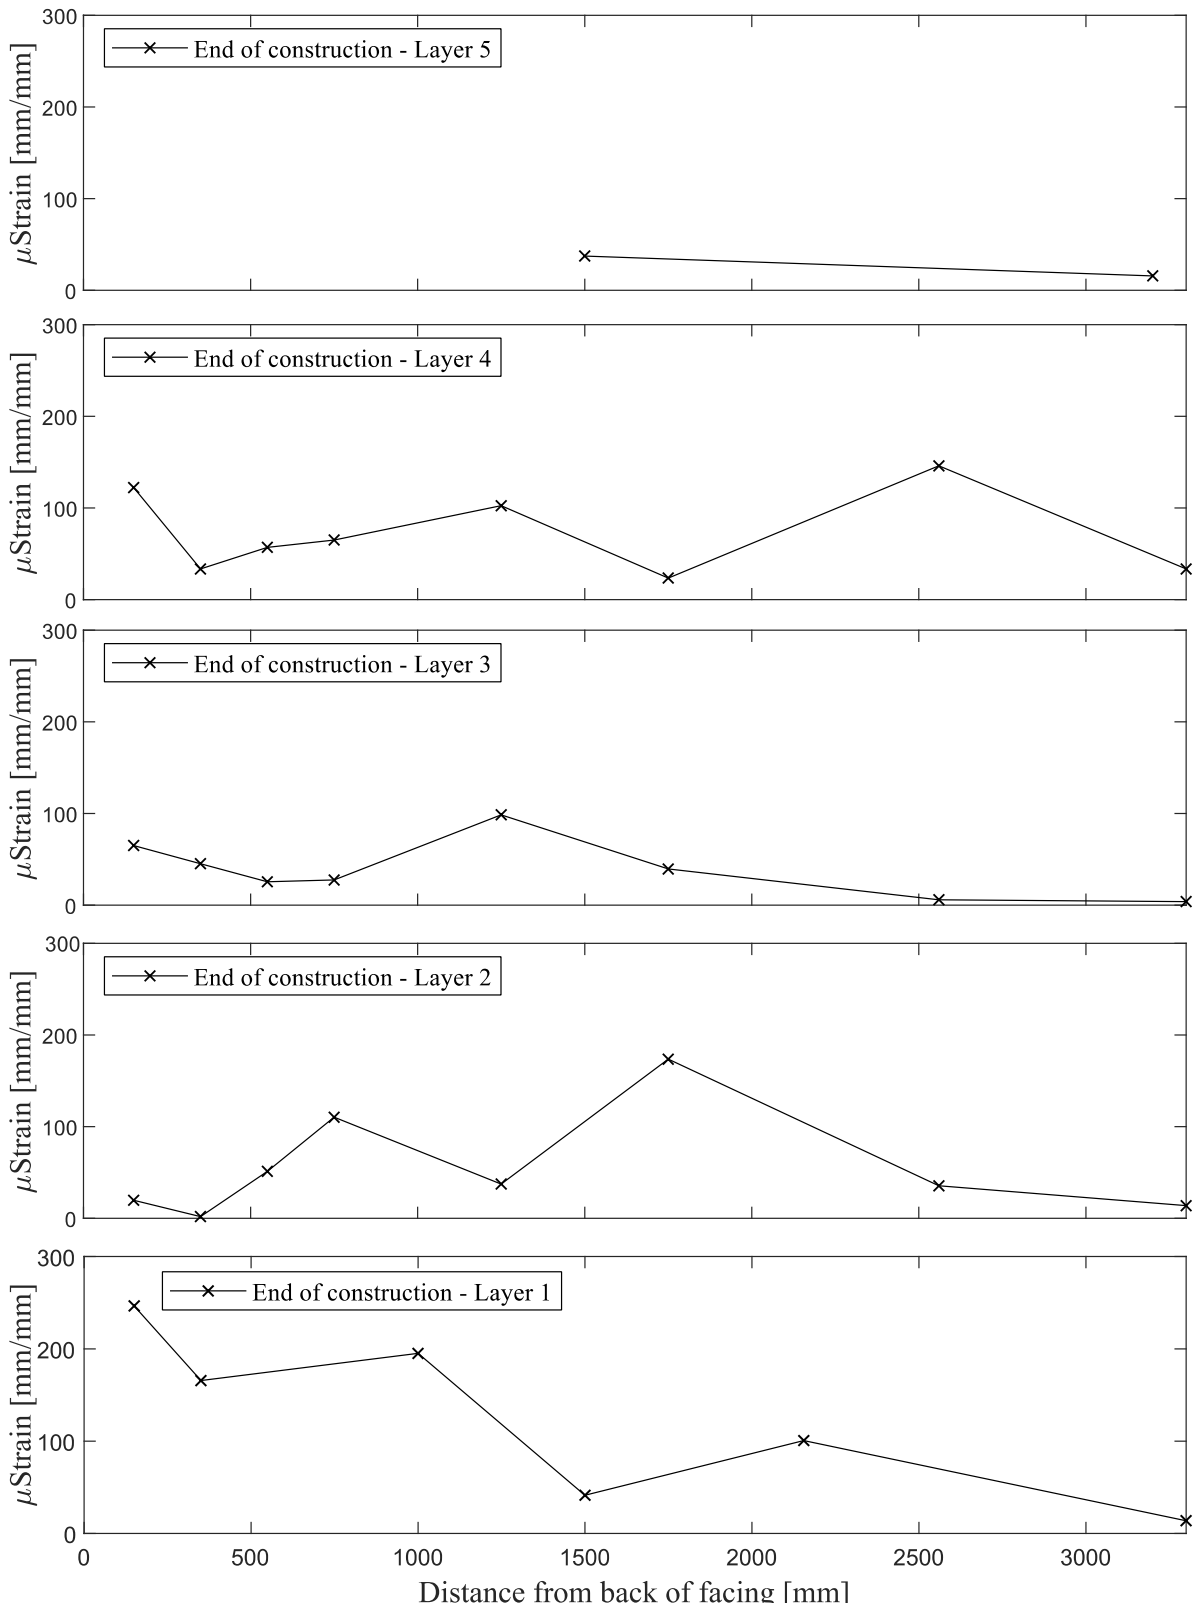 300
End of construction - Layer 5
200
100
0
μStrain [mm/mm]
300
End of construction - Layer 4
200
100
0
μStrain [mm/mm]
300
End of construction - Layer 3
200
100
0
μStrain [mm/mm]
300
End of construction - Layer 2
200
100
0
μStrain [mm/mm]
300
End of construction - Layer 1
200
100
0
μStrain [mm/mm]
0 500 1000 1500 2000 2500 3000
Distance from back of facing [mm]